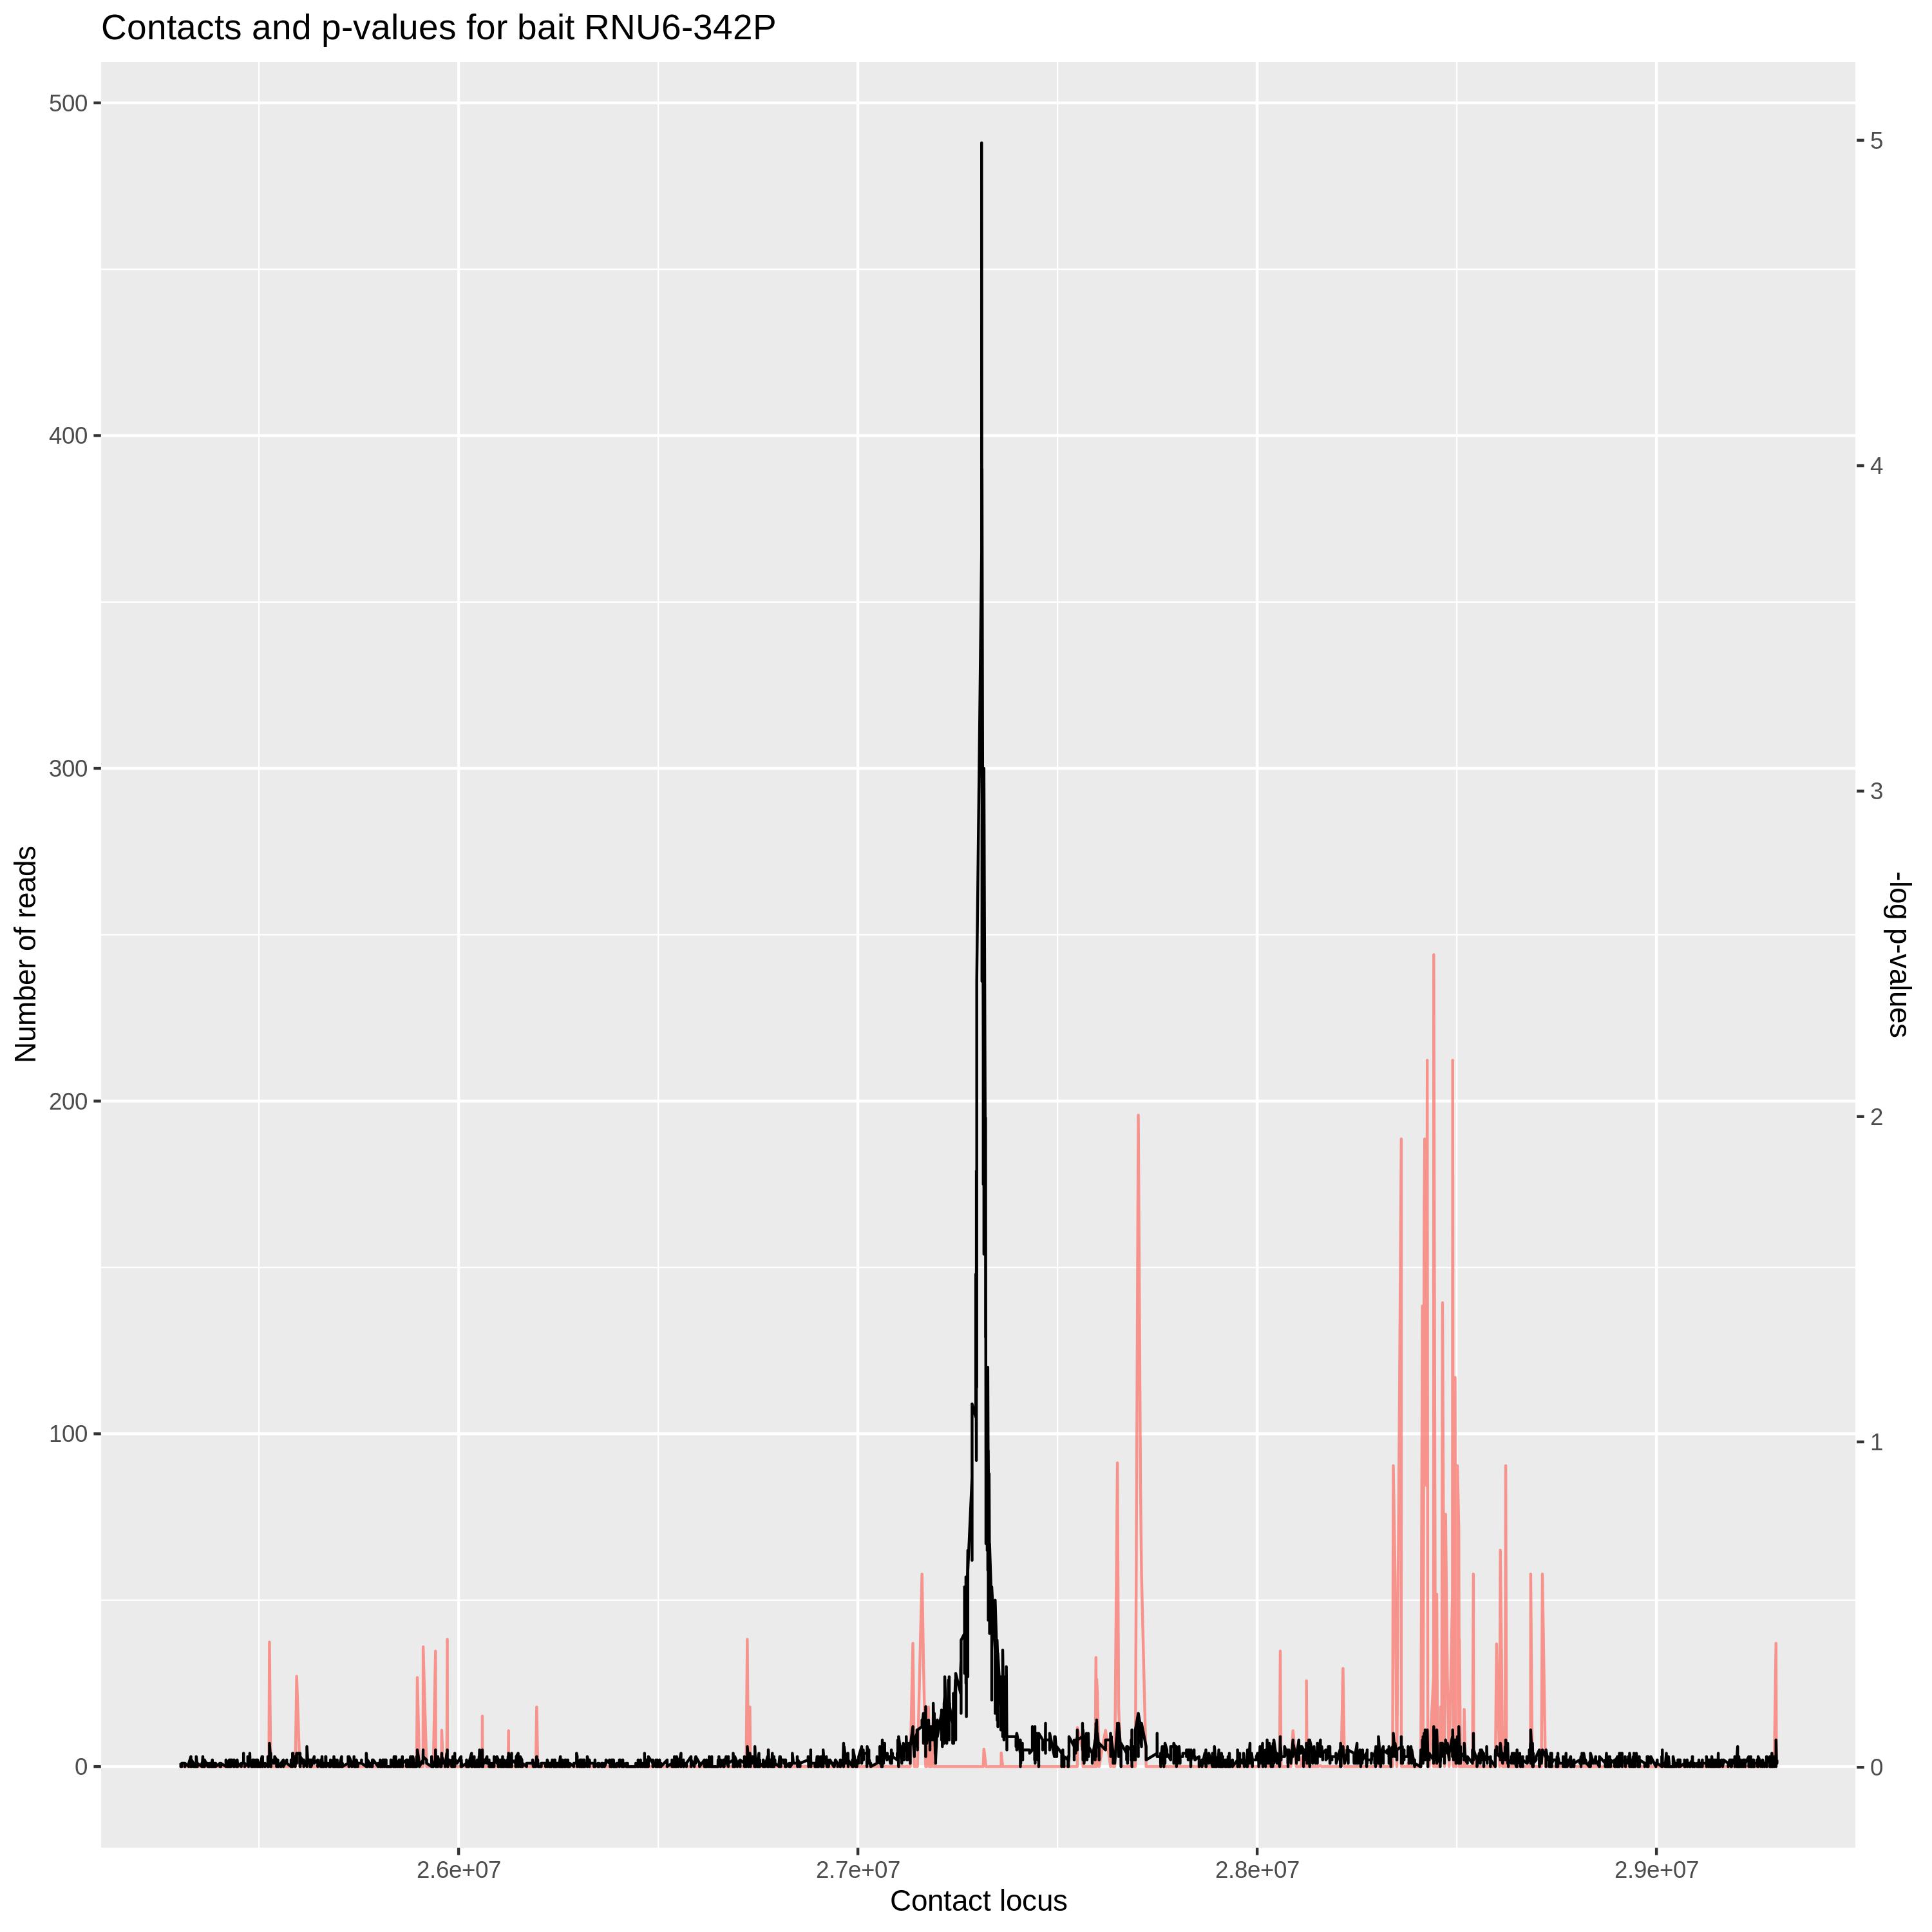 Contacts and p-values for bait RNU6-342P
500
400
300
200
100
0
Number of reads
5
4
3
2
1
0
-log p-values
2.6e+07
2.7e+07
2.8e+07
2.9e+07
Contact locus